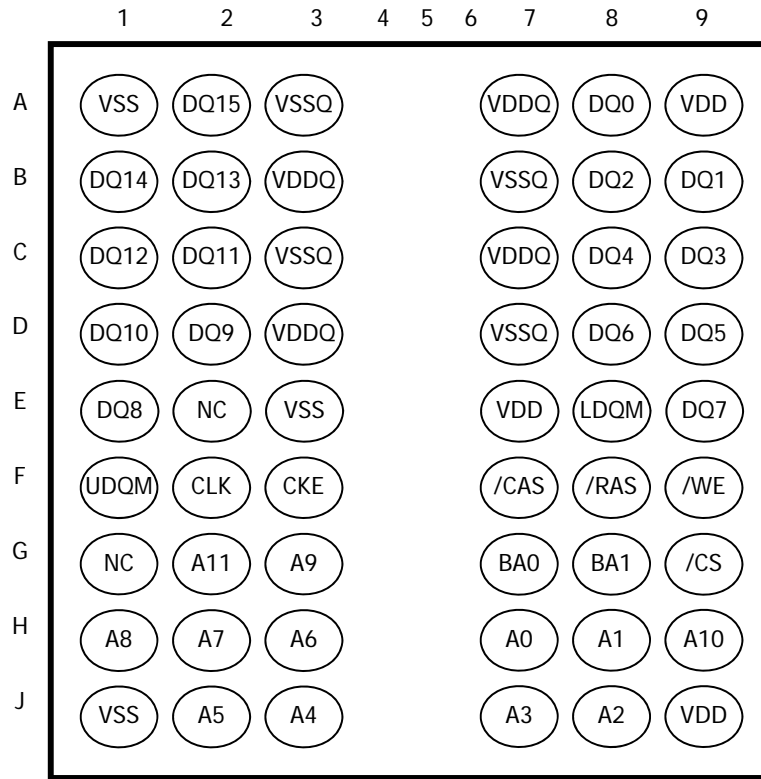 1 2 3 4 5 6 7 8 9
A VSS DQ15 VSSQ VDDQ DQ0 VDD
B DQ14 DQ13 VDDQ VSSQ DQ2 DQ1
C DQ12 DQ11 VSSQ VDDQ DQ4 DQ3
D DQ10 DQ9 VDDQ VSSQ DQ6 DQ5
E DQ8 NC VSS VDD LDQM DQ7
F UDQM CLK CKE /CAS /RAS /WE
G NC A11 A9 BA0 BA1 /CS
H A8 A7 A6 A0 A1 A10
J VSS A5 A4 A3 A2 VDD